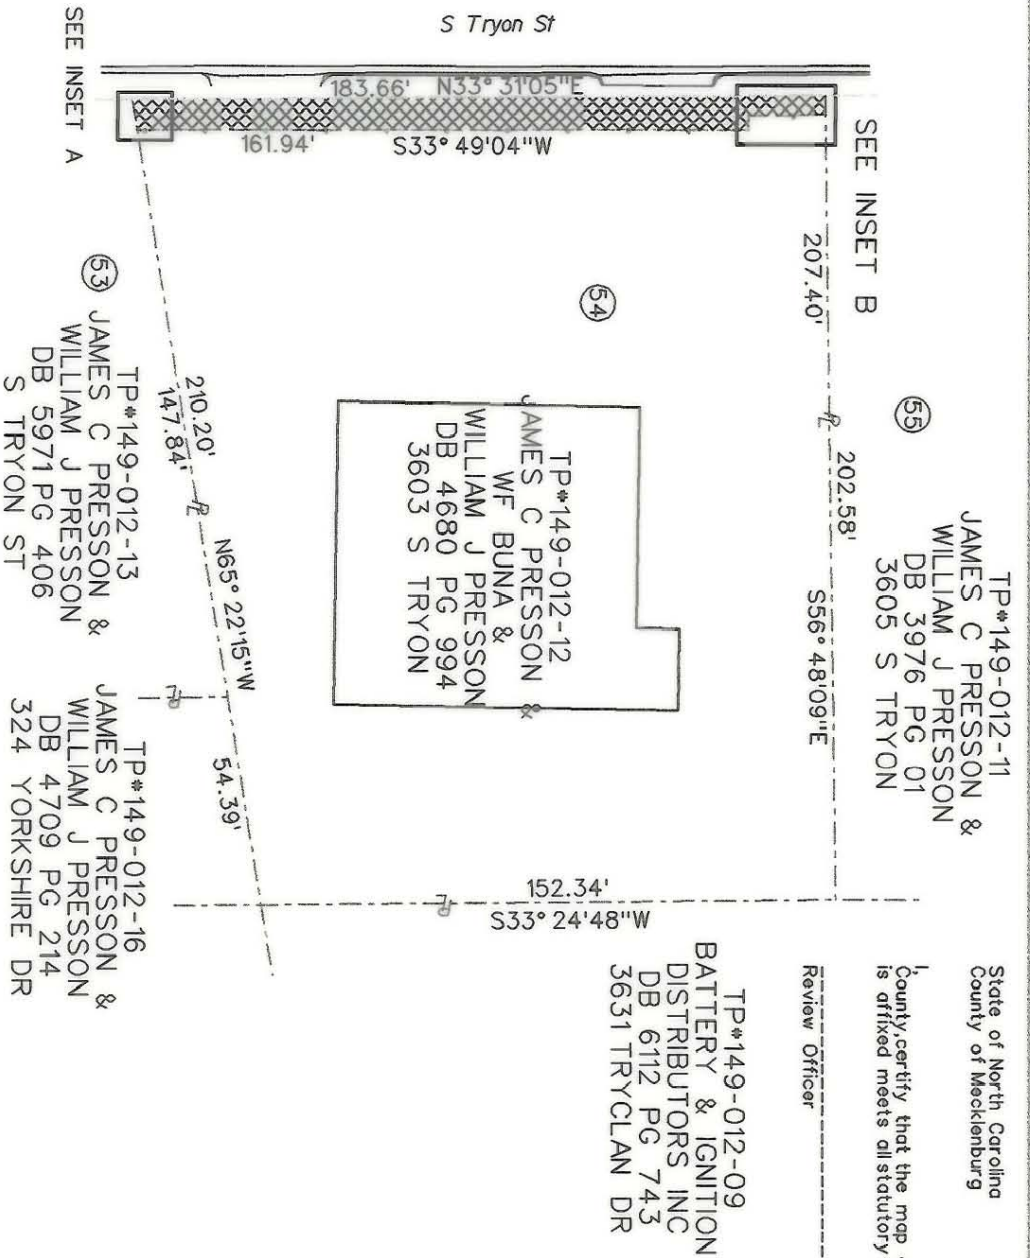 S Tryon St
SEE INSET A
183.66' N33° 31'05"E
161.94'
S33° 49'04"W
SEE INSET B
207.40'
202.58'
S56° 48'09"E
55
TP*149-012-11
JAMES C PRESSON &
WILLIAM J PRESSON
DB 3976 PG 01
3605 S TRYON
54
TP*149-012-12
JAMES C PRESSON &
WF BUNA &
WILLIAM J PRESSON
DB 4680 PG 994
3603 S TRYON
53
TP*149-012-13
JAMES C PRESSON &
WILLIAM J PRESSON
DB 5971 PG 406
S TRYON ST
210.20'
147.84'
N65° 22'15"W
54.39'
TP*149-012-16
JAMES C PRESSON &
WILLIAM J PRESSON
DB 4709 PG 214
324 YORKSHIRE DR
152.34'
S33° 24'48"W
TP*149-012-09
BATTERY & IGNITION
DISTRIBUTORS INC
DB 6112 PG 743
3631 TRYCLAN DR
State of North Carolina
County of Mecklenburg
I,
County,certify that the map
is affixed meets all statutory
Review Officer